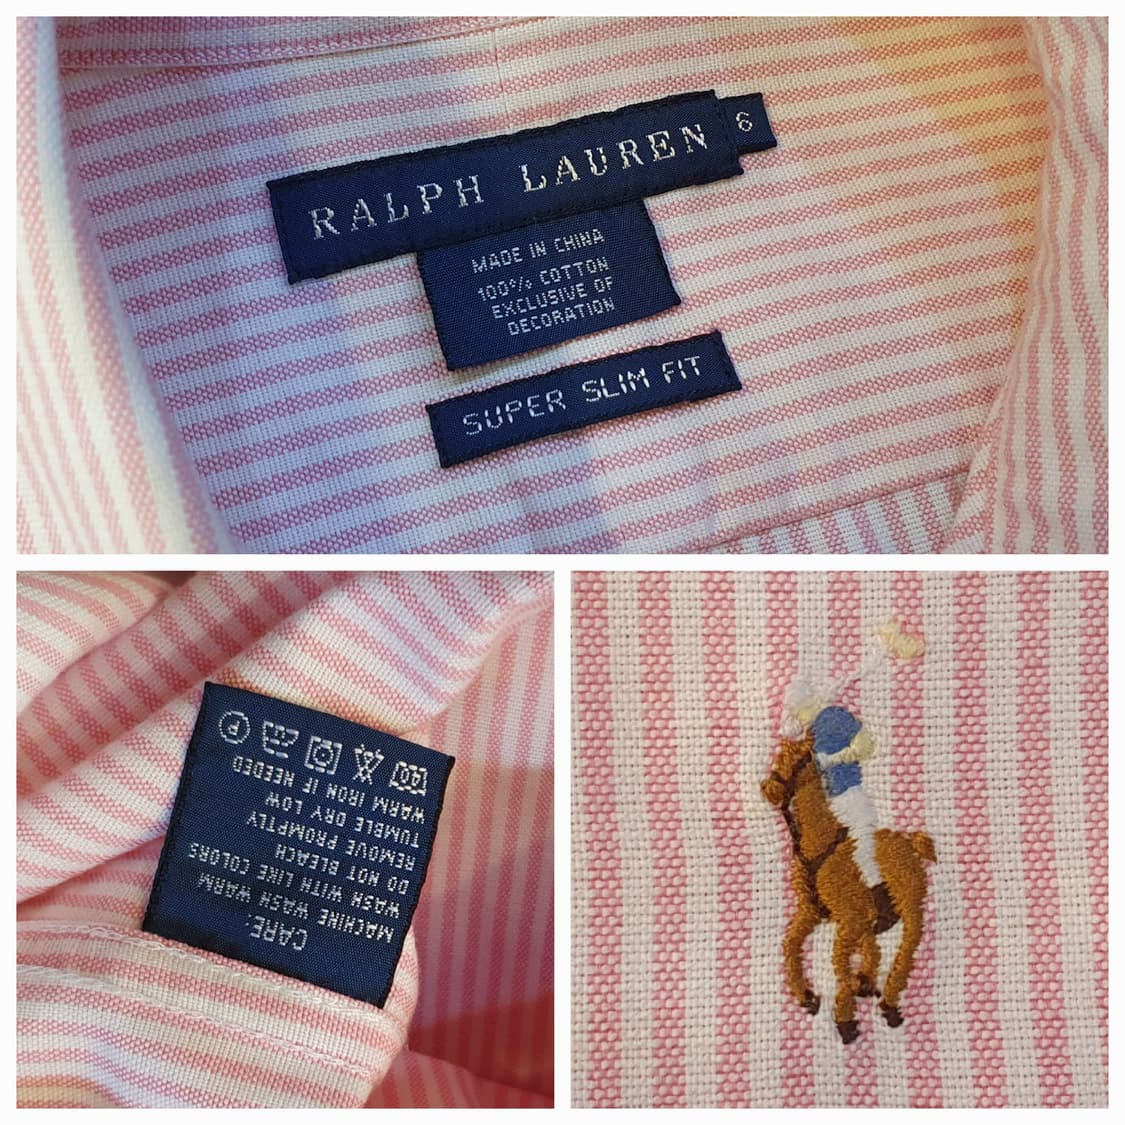 RALPH LAUREN
6
MADE IN CHINA
100% COTTON
EXCLUSIVE OF
DECORATION
SUPER SLIM FIT
CARE:
MACHINE WASH WARM
WASH WITH LIKE COLORS
DO NOT BLEACH
REMOVE PROMPTLY
TUMBLE DRY LOW
WARM IRON IF NEEDED
40
P